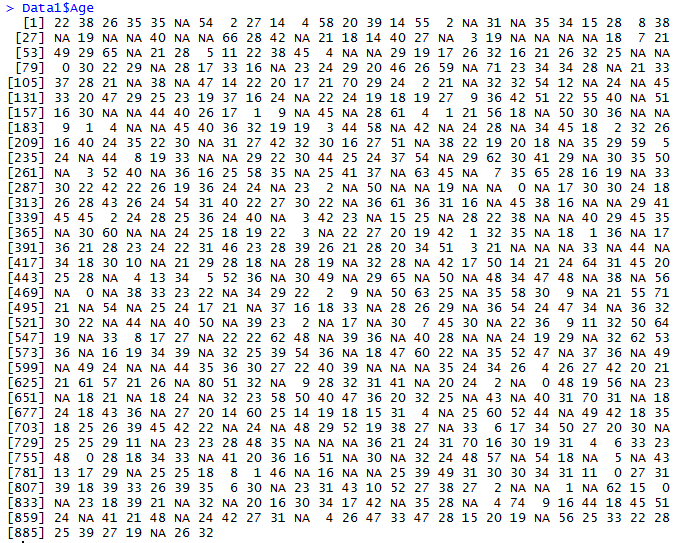 > Data1$Age
[1] 22 38 26 35 35 NA 54 2 27 14 4 58 20 39 14 55 2 NA 31 NA 35 34 15 28 8 38
[27] NA 19 NA NA 40 NA NA 66 28 42 NA 21 18 14 40 27 NA 3 19 NA NA NA NA 18 7 21
[53] 49 29 65 NA 21 28 5 11 22 38 45 4 NA NA 29 19 17 26 32 16 21 26 32 25 NA NA
[79] 0 30 22 29 NA 28 17 33 16 NA 23 24 29 20 46 26 59 NA 71 23 34 34 28 NA 21 33
[105] 37 28 21 NA 38 NA 47 14 22 20 17 21 70 29 24 2 21 NA 32 32 54 12 NA 24 NA 45
[131] 33 20 47 29 25 23 19 37 16 24 NA 22 24 19 18 19 27 9 36 42 51 22 55 40 NA 51
[157] 16 30 NA NA 44 40 26 17 1 9 NA 45 NA 28 61 4 1 21 56 18 NA 50 30 36 NA NA
[183] 9 1 4 NA NA 45 40 36 32 19 19 3 44 58 NA 42 NA 24 28 NA 34 45 18 2 32 26
[209] 16 40 24 35 22 30 NA 31 27 42 32 30 16 27 51 NA 38 22 19 20 18 NA 35 29 59 5
[235] 24 NA 44 8 19 33 NA NA 29 22 30 44 25 24 37 54 NA 29 62 30 41 29 NA 30 35 50
[261] NA 3 52 40 NA 36 16 25 58 35 NA 25 41 37 NA 63 45 NA 7 35 65 28 16 19 NA 33
[287] 30 22 42 22 26 19 36 24 24 NA 23 2 NA 50 NA NA 19 NA NA 0 NA 17 30 30 24 18
[313] 26 28 43 26 24 54 31 40 22 27 30 22 NA 36 61 36 31 16 NA 45 38 16 NA NA 29 41
[339] 45 45 2 24 28 25 36 24 40 NA 3 42 23 NA 15 25 NA 28 22 38 NA NA 40 29 45 35
[365] NA 30 60 NA NA 24 25 18 19 22 3 NA 22 27 20 19 42 1 32 35 NA 18 1 36 NA 17
[391] 36 21 28 23 24 22 31 46 23 28 39 26 21 28 20 34 51 3 21 NA NA NA 33 NA 44 NA
[417] 34 18 30 10 NA 21 29 28 18 NA 28 19 NA 32 28 NA 42 17 50 14 21 24 64 31 45 20
[443] 25 28 NA 4 13 34 5 52 36 NA 30 49 NA 29 65 NA 50 NA 48 34 47 48 NA 38 NA 56
[469] NA 0 NA 38 33 23 22 NA 34 29 22 2 9 NA 50 63 25 NA 35 58 30 9 NA 21 55 71
[495] 21 NA 54 NA 25 24 17 21 NA 37 16 18 33 NA 28 26 29 NA 36 54 24 47 34 NA 36 32
[521] 30 22 NA 44 NA 40 50 NA 39 23 2 NA 17 NA 30 7 45 30 NA 22 36 9 11 32 50 64
[547] 19 NA 33 8 17 27 NA 22 22 62 48 NA 39 36 NA 40 28 NA NA 24 19 29 NA 32 62 53
[573] 36 NA 16 19 34 39 NA 32 25 39 54 36 NA 18 47 60 22 NA 35 52 47 NA 37 36 NA 49
[599] NA 49 24 NA NA 44 35 36 30 27 22 40 39 NA NA NA 35 24 34 26 4 26 27 42 20 21
[625] 21 61 57 21 26 NA 80 51 32 NA 9 28 32 31 41 NA 20 24 2 NA 0 48 19 56 NA 23
[651] NA 18 21 NA 18 24 NA 32 23 58 50 40 47 36 20 32 25 NA 43 NA 40 31 70 31 NA 18
[677] 24 18 43 36 NA 27 20 14 60 25 14 19 18 15 31 4 NA 25 60 52 44 NA 49 42 18 35
[703] 18 25 26 39 45 42 22 NA 24 NA 48 29 52 19 38 27 NA 33 6 17 34 50 27 20 30 NA
[729] 25 25 29 11 NA 23 23 28 48 35 NA NA NA 36 21 24 31 70 16 30 19 31 4 6 33 23
[755] 48 0 28 18 34 33 NA 41 20 36 16 51 NA 30 NA 32 24 48 57 NA 54 18 NA 5 NA 43
[781] 13 17 29 NA 25 25 18 8 1 46 NA 16 NA NA 25 39 49 31 30 30 34 31 11 0 27 31
[807] 39 18 39 33 26 39 35 6 30 NA 23 31 43 10 52 27 38 27 2 NA NA 1 NA 62 15 0
[833] NA 23 18 39 21 NA 32 NA 20 16 30 34 17 42 NA 35 28 NA 4 74 9 16 44 18 45 51
[859] 24 NA 41 21 48 NA 24 42 27 31 NA 4 26 47 33 47 28 15 20 19 NA 56 25 33 22 28
[885] 25 39 27 19 NA 26 32